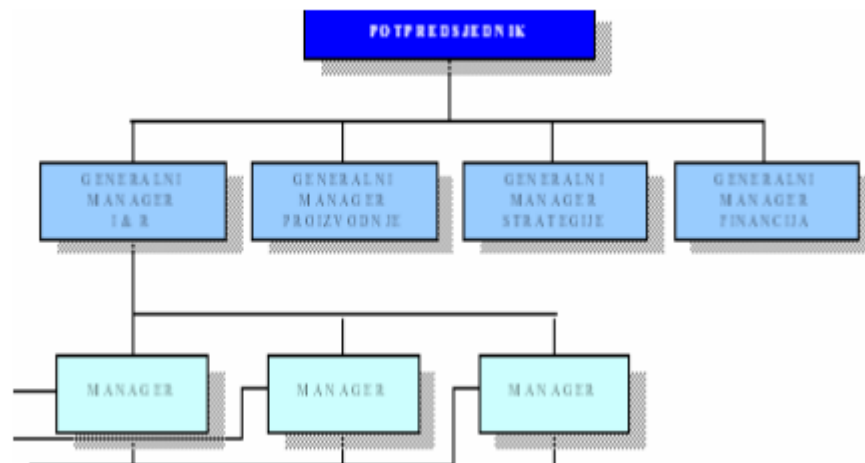 POTPREDSJEDNIK
GENERALNI
MANAGER
I & R
GENERALNI
MANAGER
PROIZVODNJE
GENERALNI
MANAGER
STRATEGIJE
GENERALNI
MANAGER
FINANCIJA
MANAGER
MANAGER
MANAGER